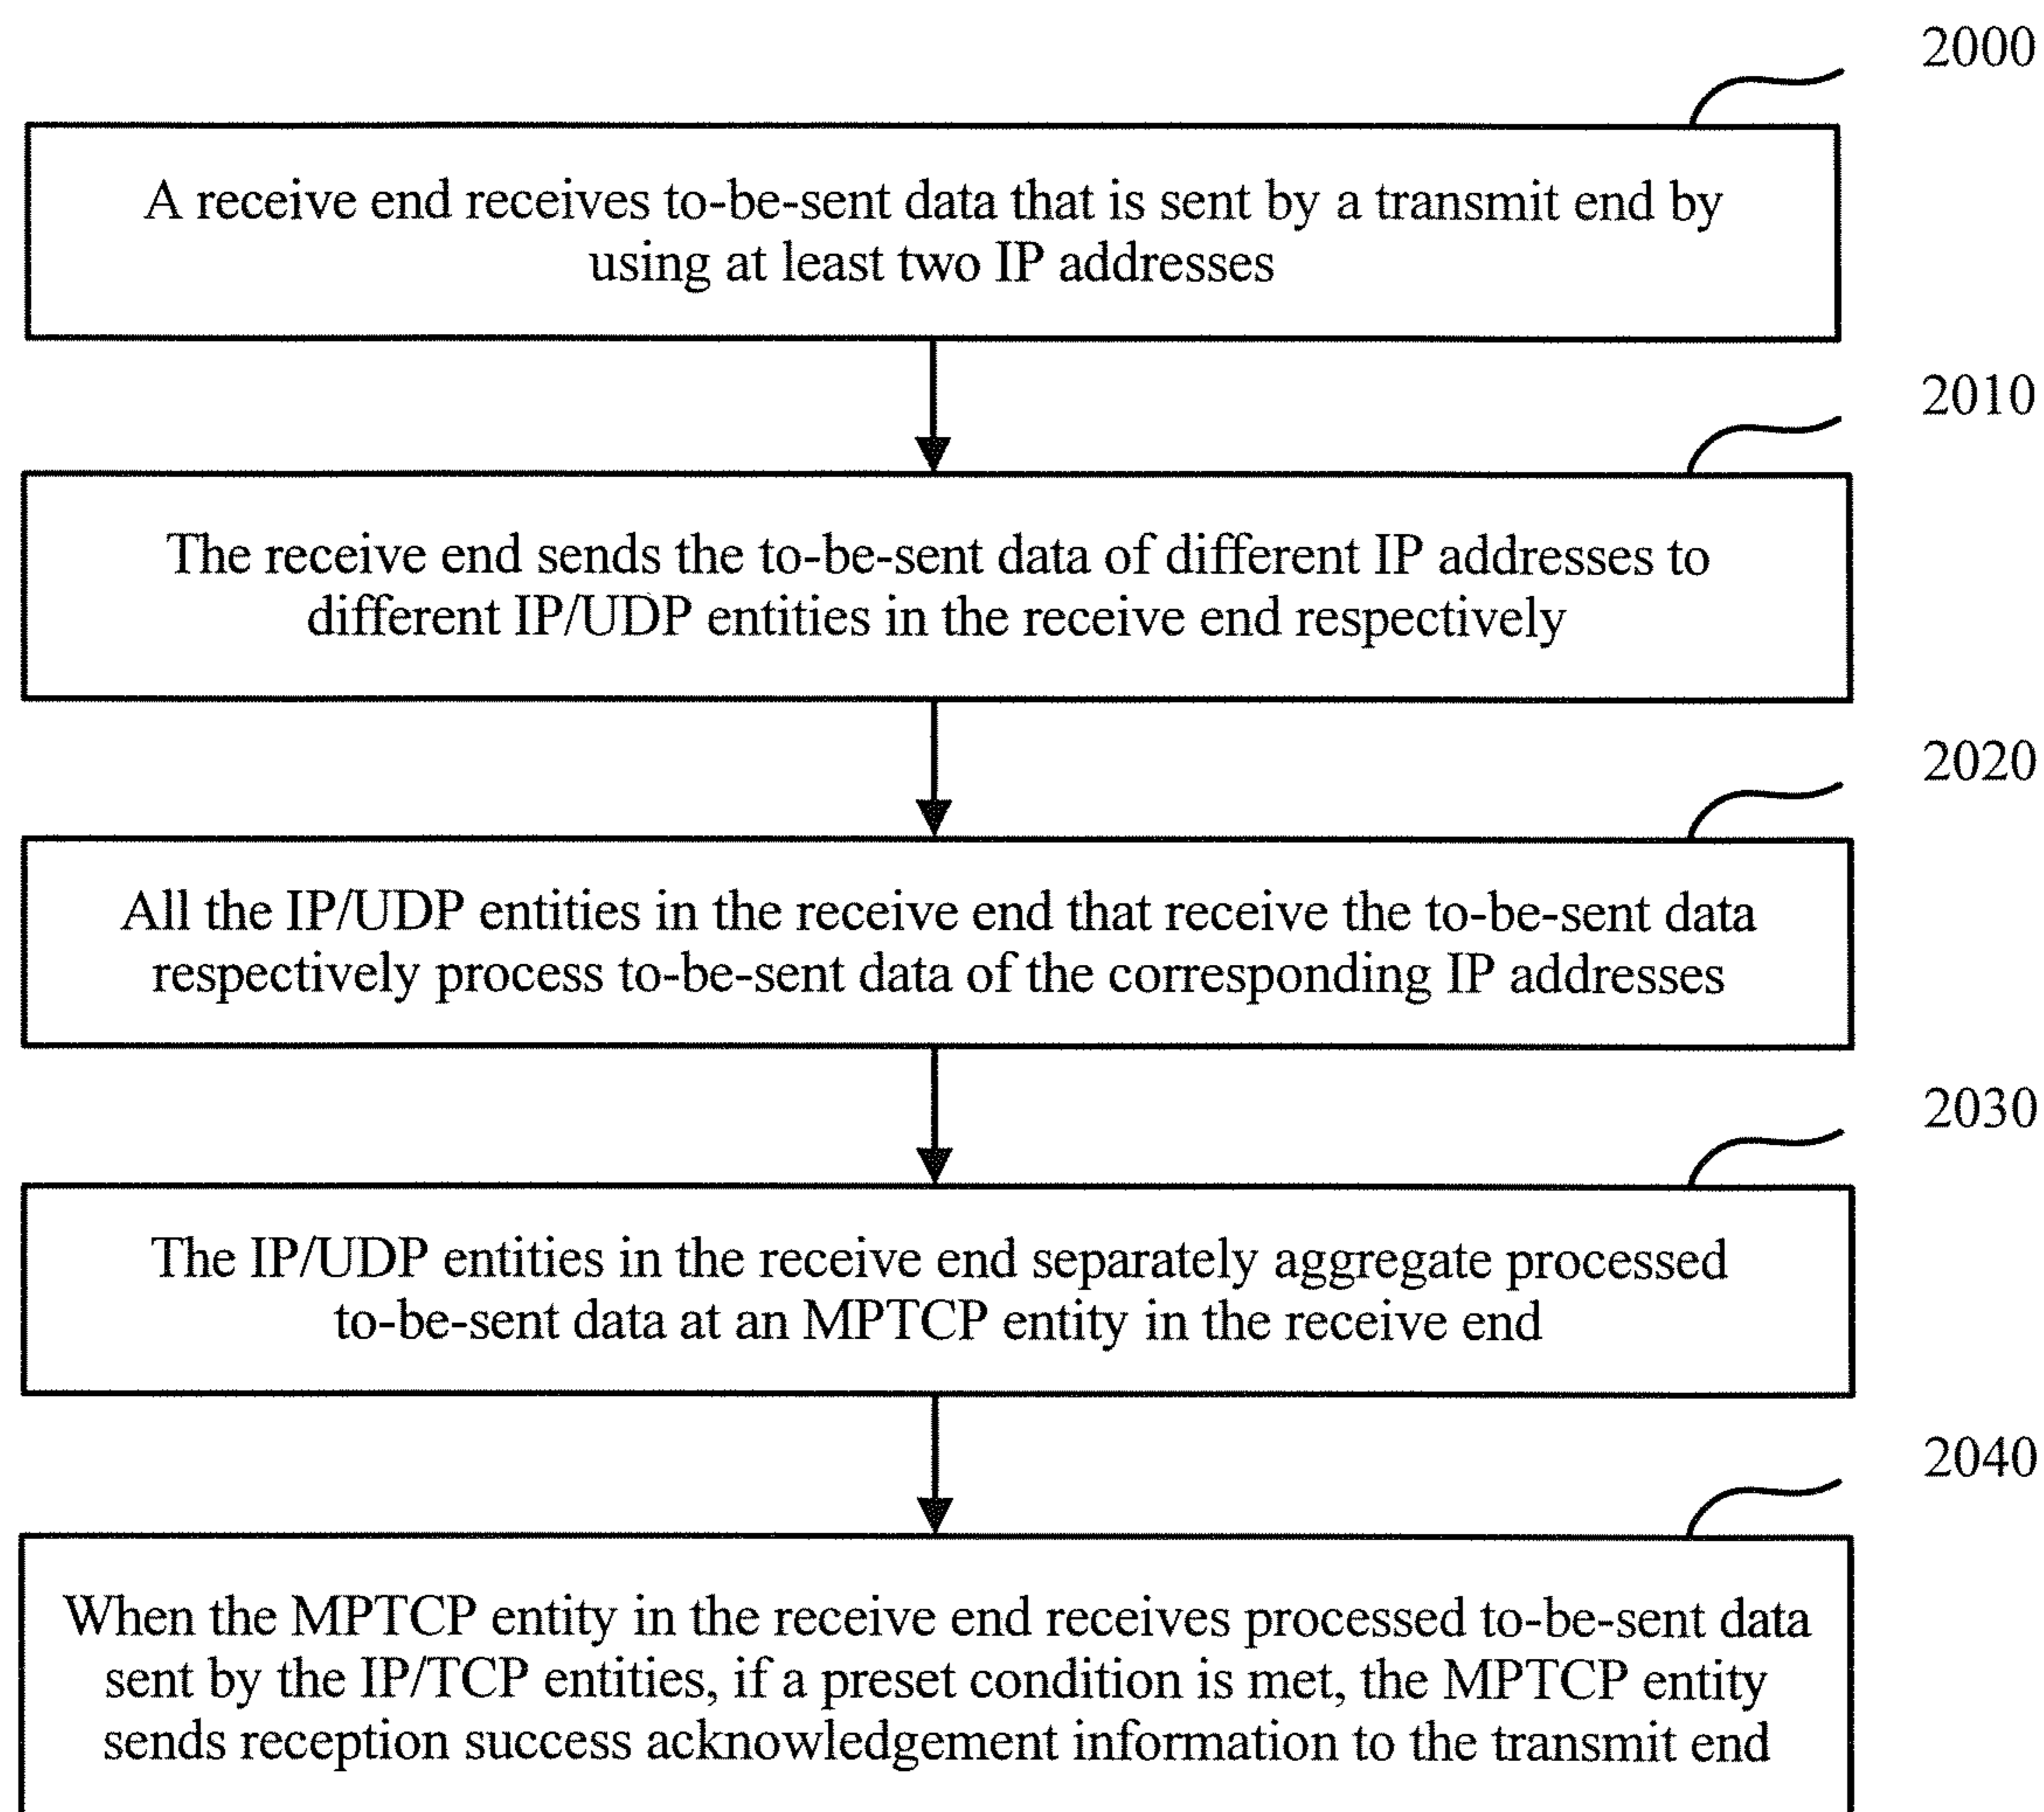 2000
A receive end receives to-be-sent data that is sent by a transmit end by
using at least two IP addresses
2010
The receive end sends the to-be-sent data of different IP addresses to
different IP/UDP entities in the receive end respectively
2020
All the IP/UDP entities in the receive end that receive the to-be-sent data
respectively process to-be-sent data of the corresponding IP addresses
2030
The IP/UDP entities in the receive end separately aggregate processed
to-be-sent data at an MPTCP entity in the receive end
2040
When the MPTCP entity in the receive end receives processed to-be-sent data
sent by the IP/TCP entities, if a preset condition is met, the MPTCP entity
sends reception success acknowledgement information to the transmit end